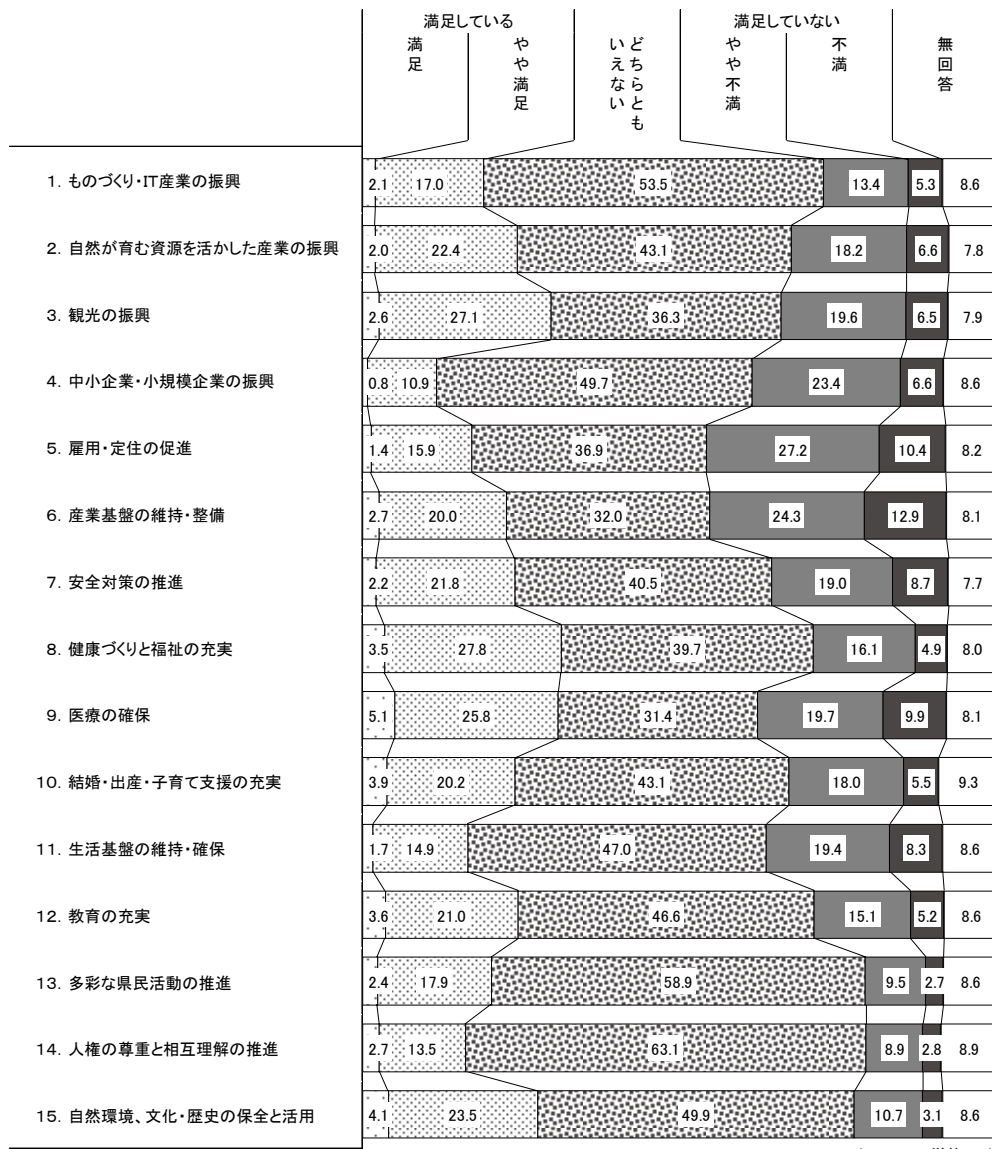 満足している
満足していない
満足
やや満足
どちらとも
いえない
やや不満
不満
無回答
1. ものづくり・IT産業の振興 2.1 17.0 53.5 13.4 5.3 8.6
2. 自然が育む資源を活かした産業の振興 2.0 22.4 43.1 18.2 6.6 7.8
3. 観光の振興 2.6 27.1 36.3 19.6 6.5 7.9
4. 中小企業・小規模企業の振興 0.8 10.9 49.7 23.4 6.6 8.6
5. 雇用・定住の促進 1.4 15.9 36.9 27.2 10.4 8.2
6. 産業基盤の維持・整備 2.7 20.0 32.0 24.3 12.9 8.1
7. 安全対策の推進 2.2 21.8 40.5 19.0 8.7 7.7
8. 健康づくりと福祉の充実 3.5 27.8 39.7 16.1 4.9 8.0
9. 医療の確保 5.1 25.8 31.4 19.7 9.9 8.1
10. 結婚・出産・子育て支援の充実 3.9 20.2 43.1 18.0 5.5 9.3
11. 生活基盤の維持・確保 1.7 14.9 47.0 19.4 8.3 8.6
12. 教育の充実 3.6 21.0 46.6 15.1 5.2 8.6
13. 多彩な県民活動の推進 2.4 17.9 58.9 9.5 2.7 8.6
14. 人権の尊重と相互理解の推進 2.7 13.5 63.1 8.9 2.8 8.9
15. 自然環境、文化・歴史の保全と活用 4.1 23.5 49.9 10.7 3.1 8.6